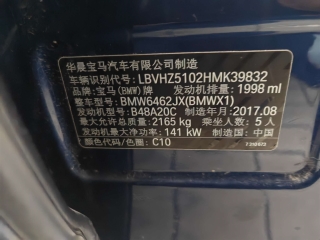 华晨宝马汽车有限公司制造
车辆识别代号：LBVHZ5102HMK39832
品牌：宝马(BMW)牌 发动机排量：1998 ml
整车型号：BMW6462JX(BMWX1)
发动机型号：B48A20C 制造年月：2017.08
最大允许总质量：2165 kg 乘坐人数：5 人
发动机最大净功率：141 kW 制造国：中国
颜色代码/色圈：C10